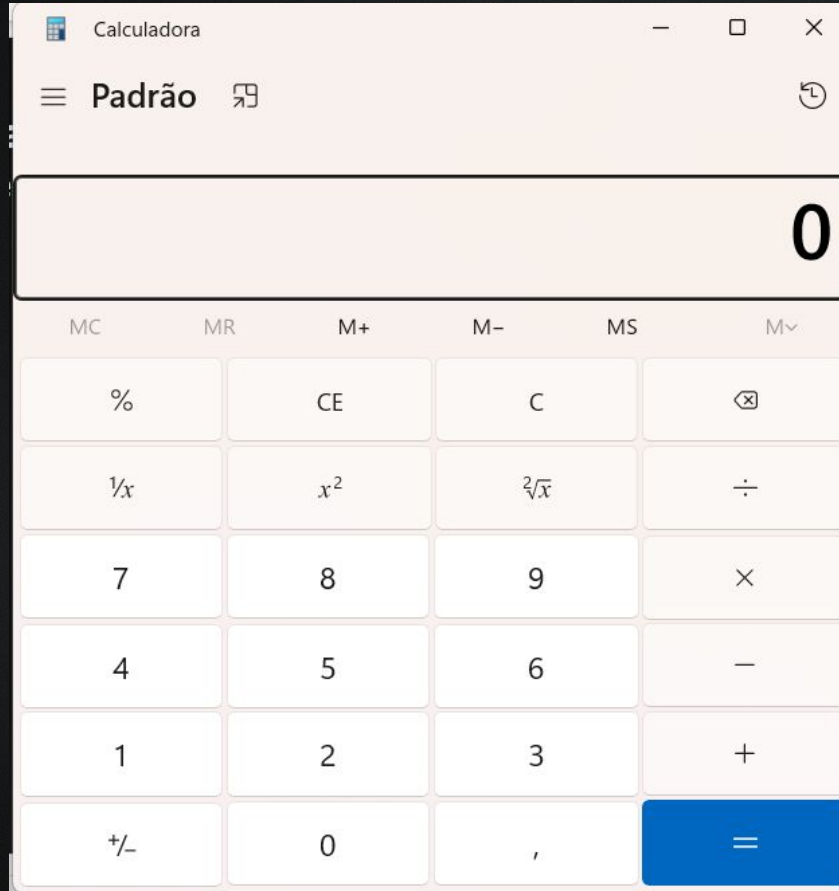 Calculadora
Padrão
0
MC MR M+ M− MS M
% CE C
¹/x x² ²√x ÷
7 8 9 ×
4 5 6 −
1 2 3 +
+/− 0 , =